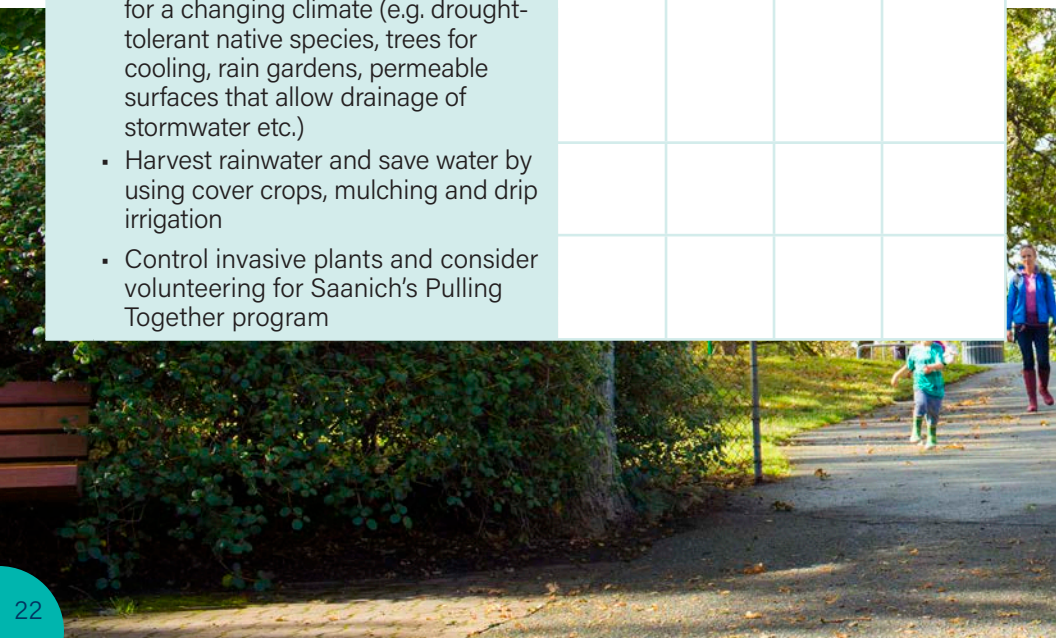 for a changing climate (e.g. drought-
tolerant native species, trees for
cooling, rain gardens, permeable
surfaces that allow drainage of
stormwater etc.)
▪ Harvest rainwater and save water by
using cover crops, mulching and drip
irrigation
▪ Control invasive plants and consider
volunteering for Saanich’s Pulling
Together program
22